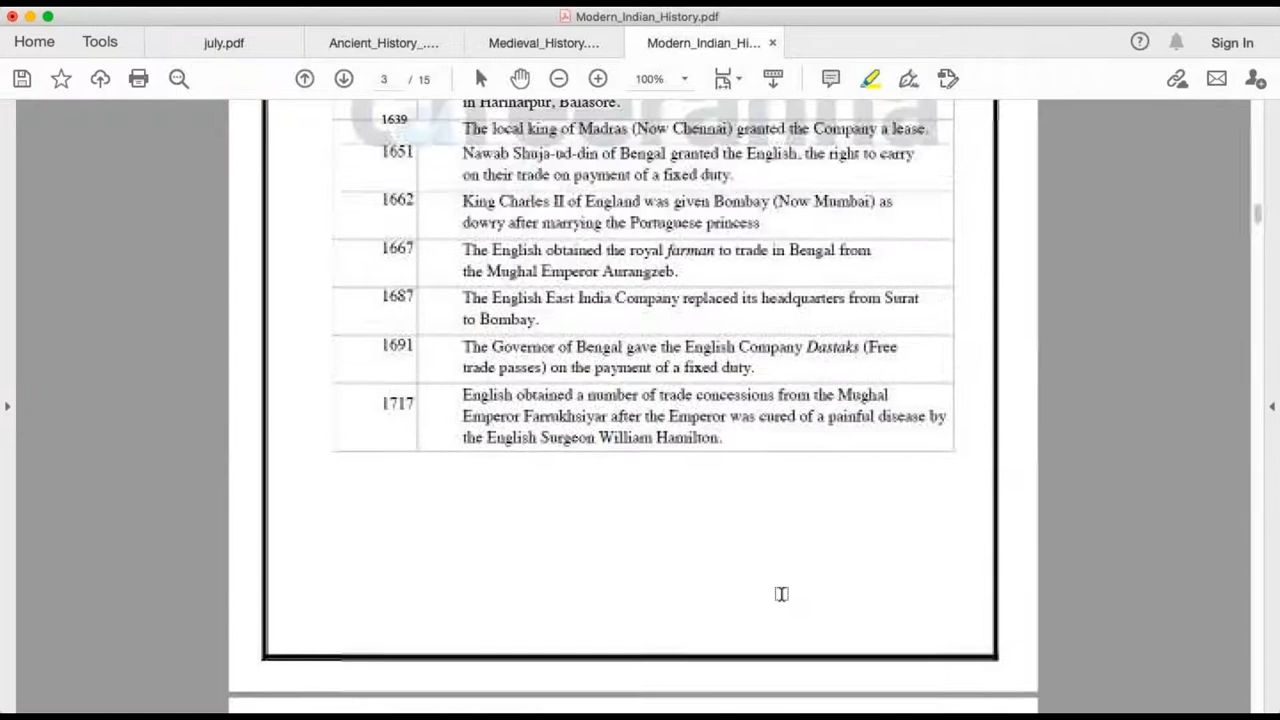 Modern_Indian_History.pdf
Home Tools july.pdf Ancient_History_.... Medieval_History.... Modern_Indian_Hi... × Sign In
3 / 15 100%
in Hariharpur, Balasore.
1639 The local king of Madras (Now Chennai) granted the Company a lease.
1651 Nawab Shuja-ud-din of Bengal granted the English, the right to carry
on their trade on payment of a fixed duty.
1662 King Charles II of England was given Bombay (Now Mumbai) as
dowry after marrying the Portuguese princess
1667 The English obtained the royal farman to trade in Bengal from
the Mughal Emperor Aurangzeb.
1687 The English East India Company replaced its headquarters from Surat
to Bombay.
1691 The Governor of Bengal gave the English Company Dastaks (Free
trade passes) on the payment of a fixed duty.
1717 English obtained a number of trade concessions from the Mughal
Emperor Farrukhsiyar after the Emperor was cured of a painful disease by
the English Surgeon William Hamilton.